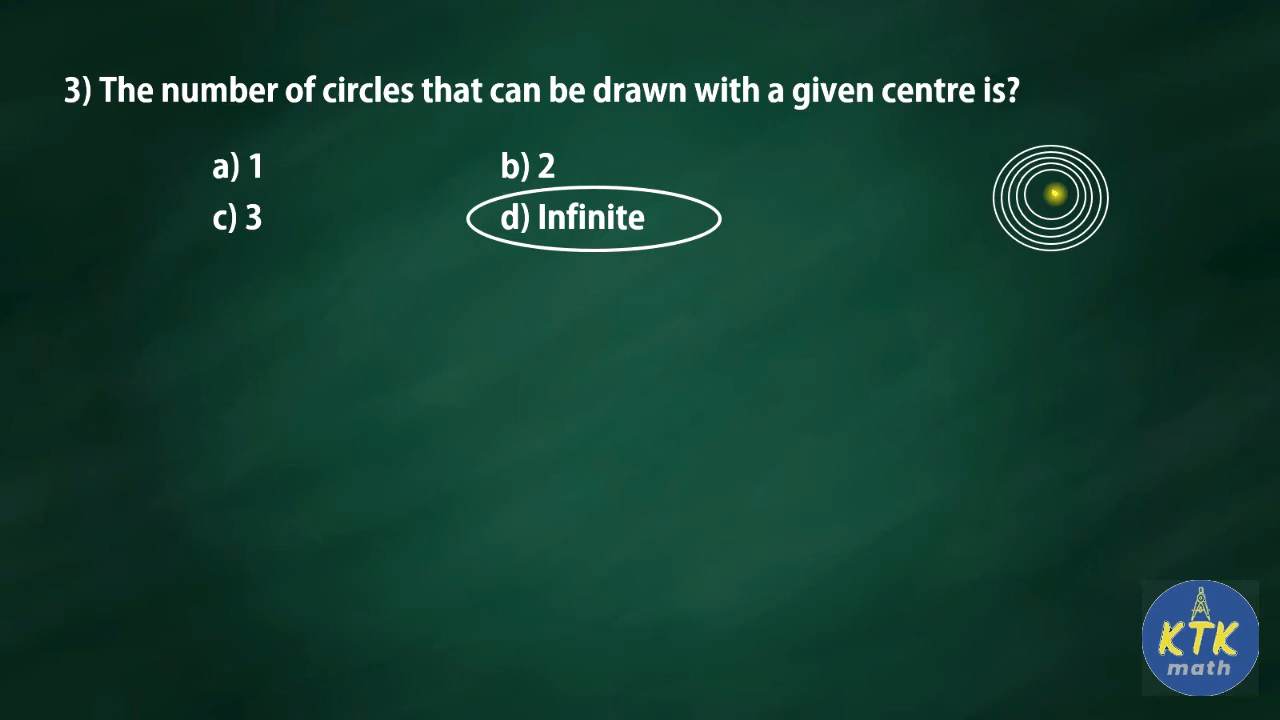 3) The number of circles that can be drawn with a given centre is?
a) 1 b) 2
c) 3 d) Infinite
KTK
math